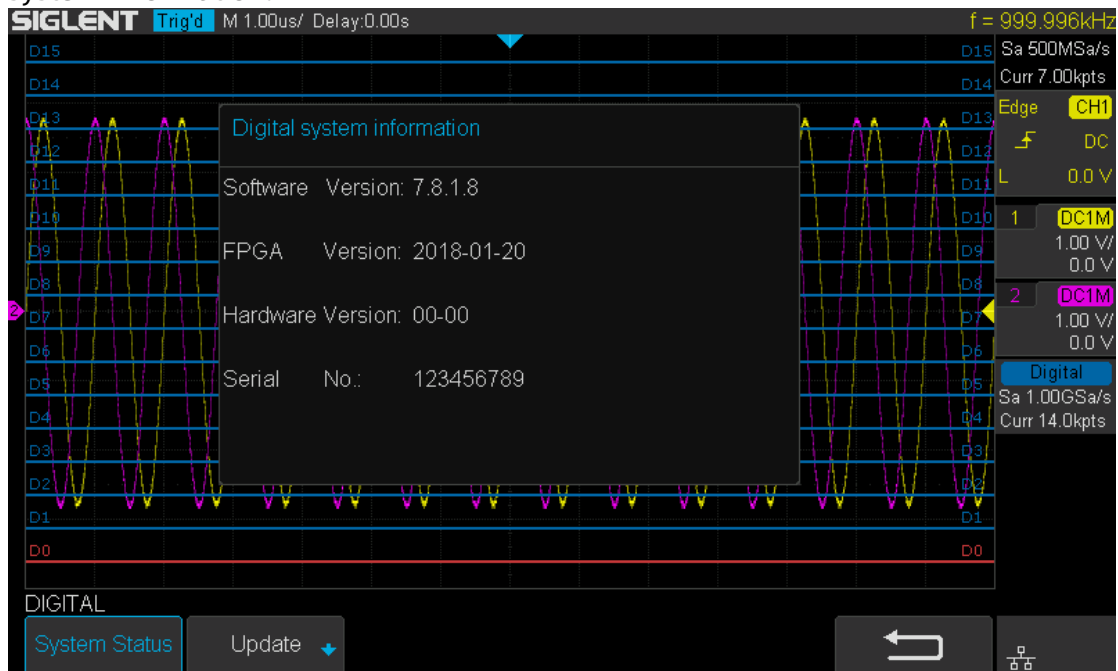 SIGLENT Trig'd M 1.00us/ Delay:0.00s f = 999.996kHz
Sa 500MSa/s
Curr 7.00kpts
Edge CH1
DC
L 0.0 V
1 DC1M
1.00 V/
0.0 V
2 DC1M
1.00 V/
0.0 V
Digital
Sa 1.00GSa/s
Curr 14.0kpts
D15 D15
D14 D14
D13 D13
D12 D12
D11 D11
D10 D10
D9 D9
D8 D8
2 D7 D7
D6 D6
D5 D5
D4 D4
D3 D3
D2 D2
D1 D1
D0 D0
Digital system information
Software Version: 7.8.1.8
FPGA Version: 2018-01-20
Hardware Version: 00-00
Serial No.: 123456789
DIGITAL
System Status Update